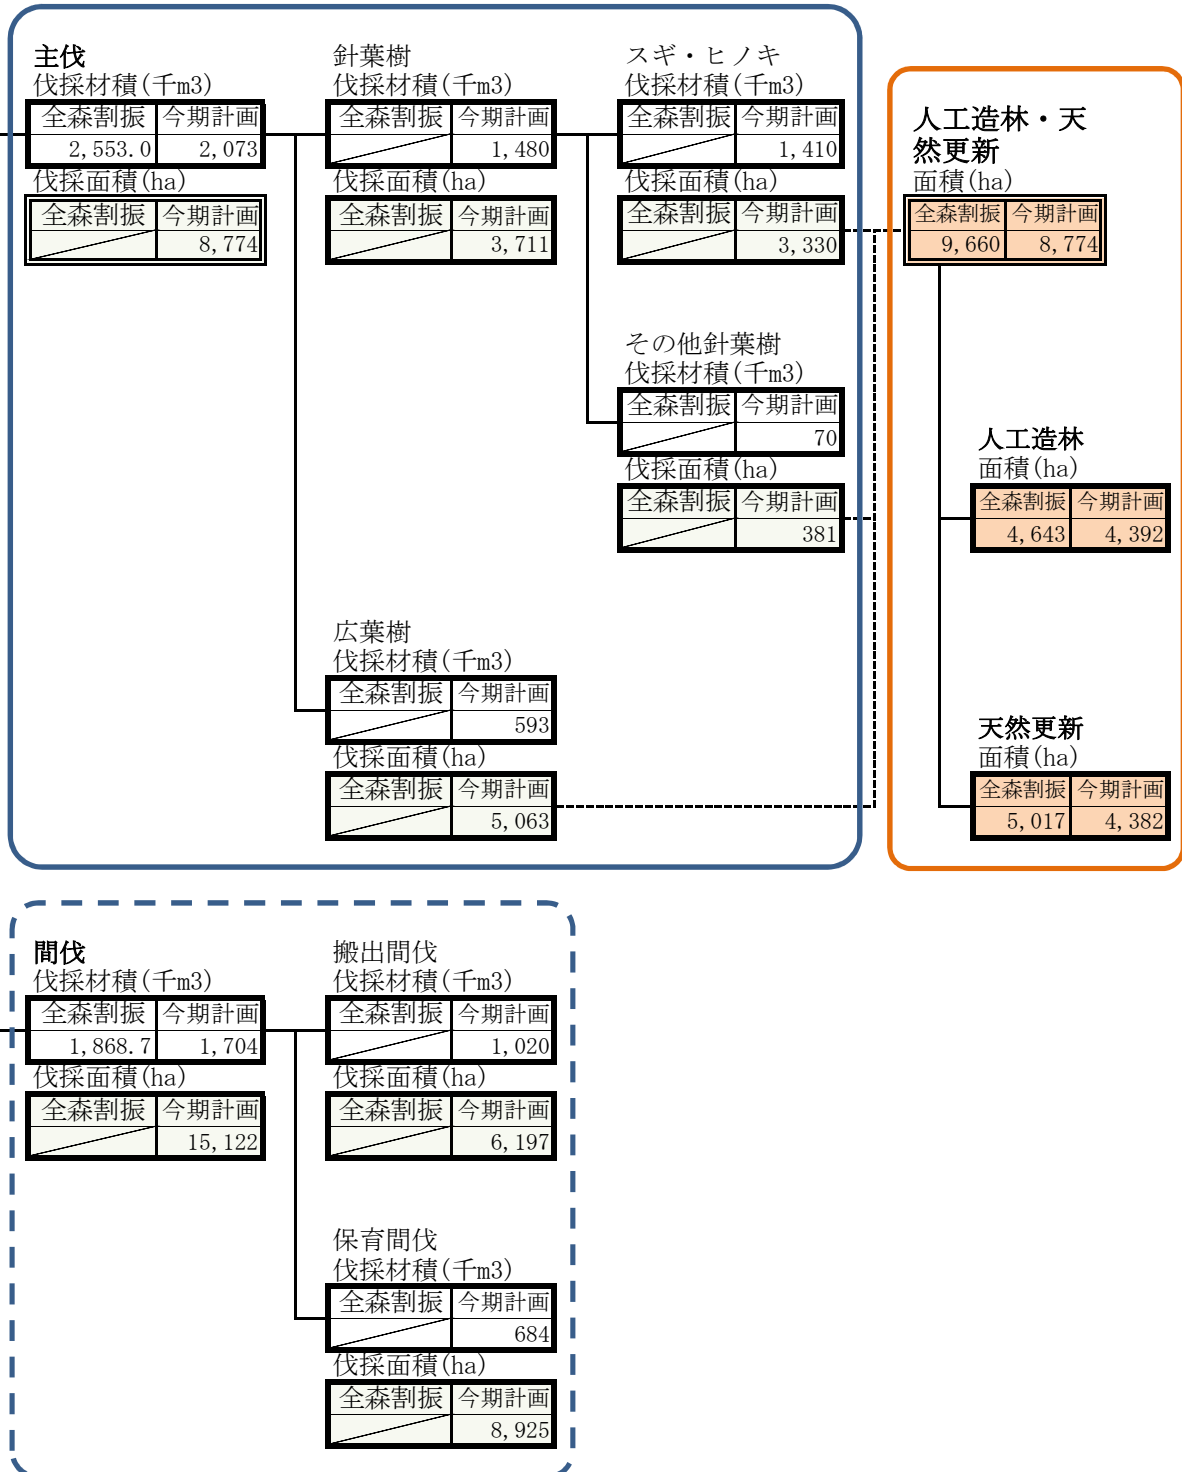 主伐
伐採材積(千m3)
全森割振 今期計画
2,553.0 2,073
伐採面積(ha)
全森割振 今期計画
8,774
針葉樹
伐採材積(千m3)
全森割振 今期計画
1,480
伐採面積(ha)
全森割振 今期計画
3,711
スギ・ヒノキ
伐採材積(千m3)
全森割振 今期計画
1,410
伐採面積(ha)
全森割振 今期計画
3,330
その他針葉樹
伐採材積(千m3)
全森割振 今期計画
70
伐採面積(ha)
全森割振 今期計画
381
広葉樹
伐採材積(千m3)
全森割振 今期計画
593
伐採面積(ha)
全森割振 今期計画
5,063
人工造林・天
然更新
面積(ha)
全森割振 今期計画
9,660 8,774
人工造林
面積(ha)
全森割振 今期計画
4,643 4,392
天然更新
面積(ha)
全森割振 今期計画
5,017 4,382
間伐
伐採材積(千m3)
全森割振 今期計画
1,868.7 1,704
伐採面積(ha)
全森割振 今期計画
15,122
搬出間伐
伐採材積(千m3)
全森割振 今期計画
1,020
伐採面積(ha)
全森割振 今期計画
6,197
保育間伐
伐採材積(千m3)
全森割振 今期計画
684
伐採面積(ha)
全森割振 今期計画
8,925